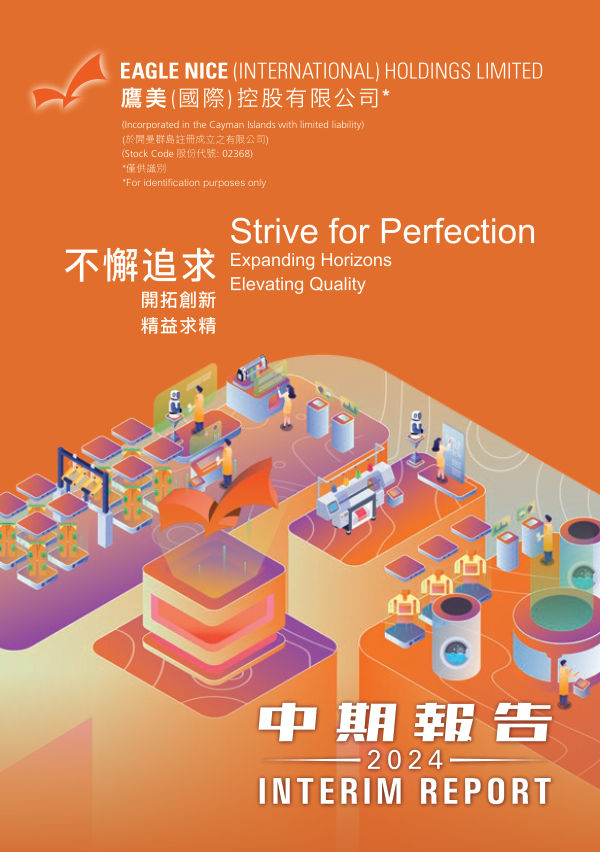 EAGLE NICE (INTERNATIONAL) HOLDINGS LIMITED
鷹美(國際)控股有限公司*
(Incorporated in the Cayman Islands with limited liability)
(於開曼群島註冊成立之有限公司)
(Stock Code 股份代號: 02368)
*僅供識別
*For identification purposes only
不懈追求
開拓創新
精益求精
Strive for Perfection
Expanding Horizons
Elevating Quality
中期報告
2024
INTERIM REPORT